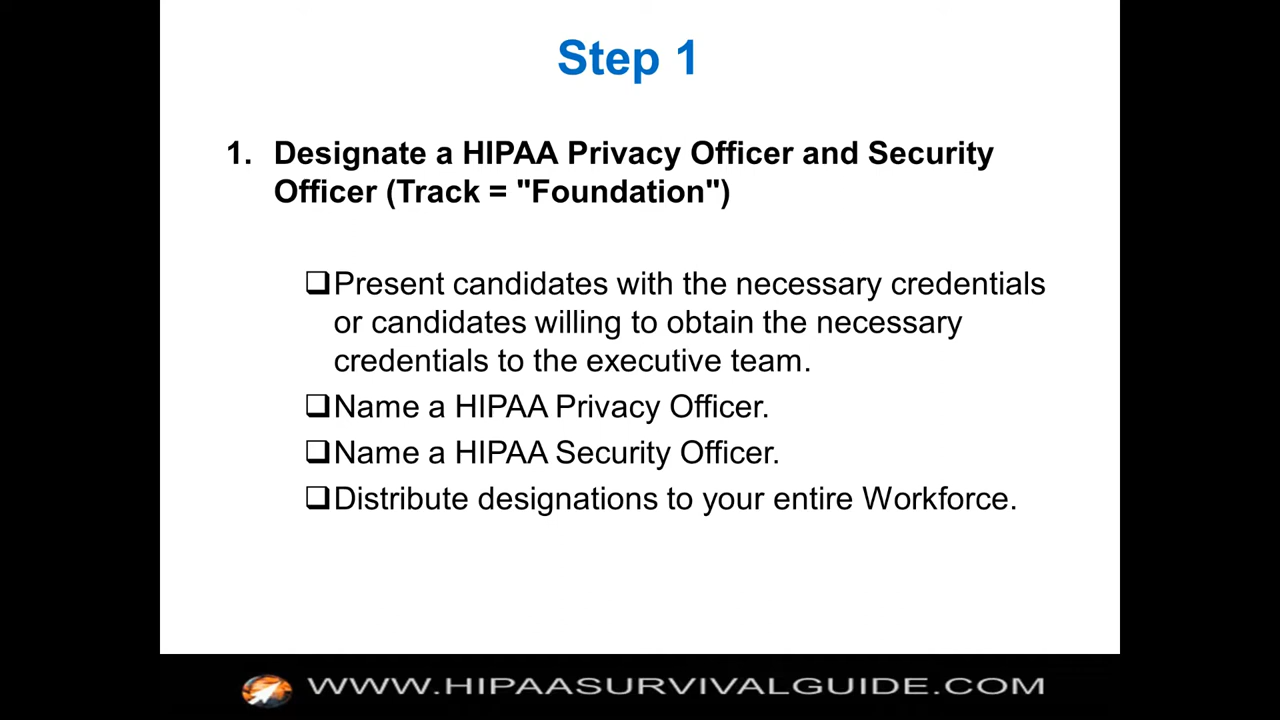 Step 1
1. Designate a HIPAA Privacy Officer and Security
Officer (Track = "Foundation")
❑Present candidates with the necessary credentials
or candidates willing to obtain the necessary
credentials to the executive team.
❑Name a HIPAA Privacy Officer.
❑Name a HIPAA Security Officer.
❑Distribute designations to your entire Workforce.
WWW.HIPAASURVIVALGUIDE.COM